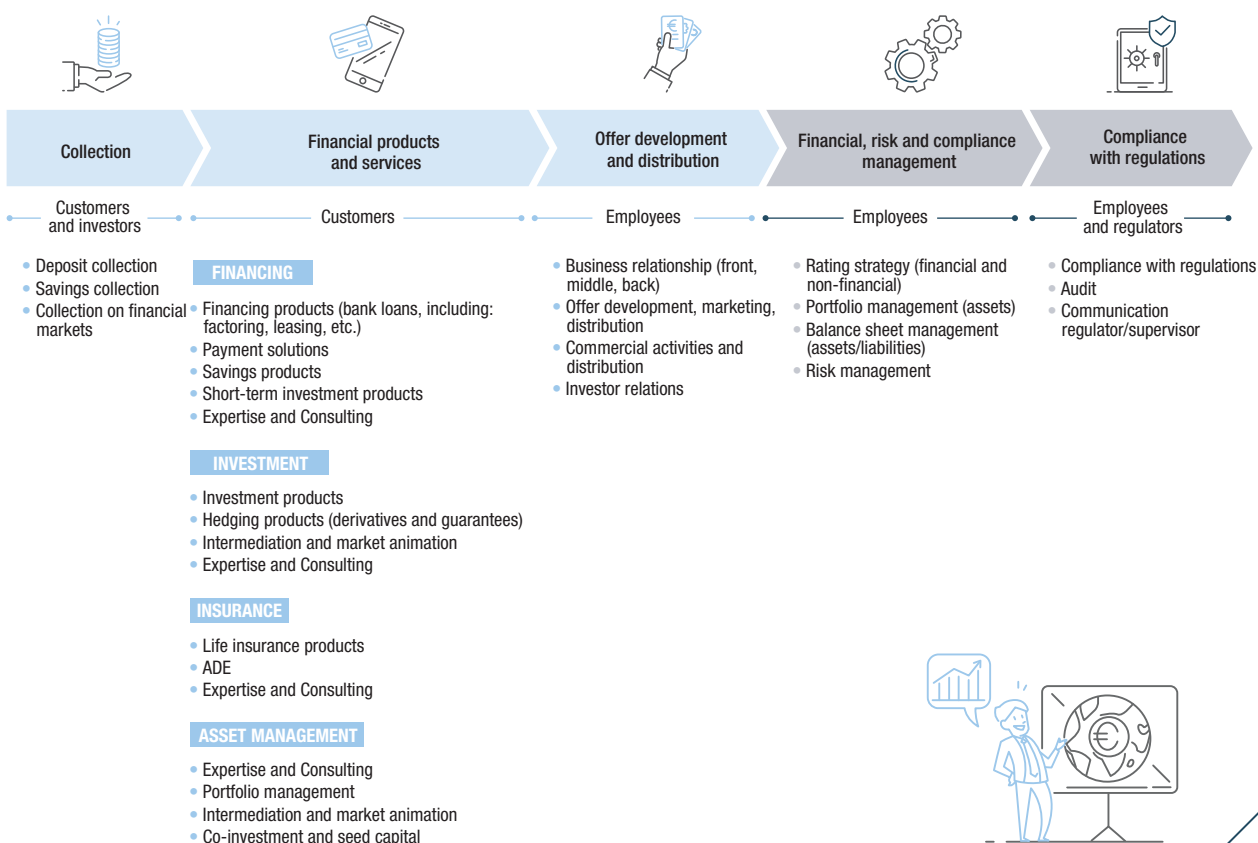 Collection
Financial products
and services
Offer development
and distribution
Financial, risk and compliance
management
Compliance
with regulations
Customers
and investors
Customers
Employees
Employees
Employees
and regulators
• Deposit collection
• Savings collection
• Collection on financial
markets
FINANCING
• Financing products (bank loans, including:
factoring, leasing, etc.)
• Payment solutions
• Savings products
• Short-term investment products
• Expertise and Consulting
INVESTMENT
• Investment products
• Hedging products (derivatives and guarantees)
• Intermediation and market animation
• Expertise and Consulting
INSURANCE
• Life insurance products
• ADE
• Expertise and Consulting
ASSET MANAGEMENT
• Expertise and Consulting
• Portfolio management
• Intermediation and market animation
• Co-investment and seed capital
• Business relationship (front,
middle, back)
• Offer development, marketing,
distribution
• Commercial activities and
distribution
• Investor relations
• Rating strategy (financial and
non-financial)
• Portfolio management (assets)
• Balance sheet management
(assets/liabilities)
• Risk management
• Compliance with regulations
• Audit
• Communication
regulator/supervisor